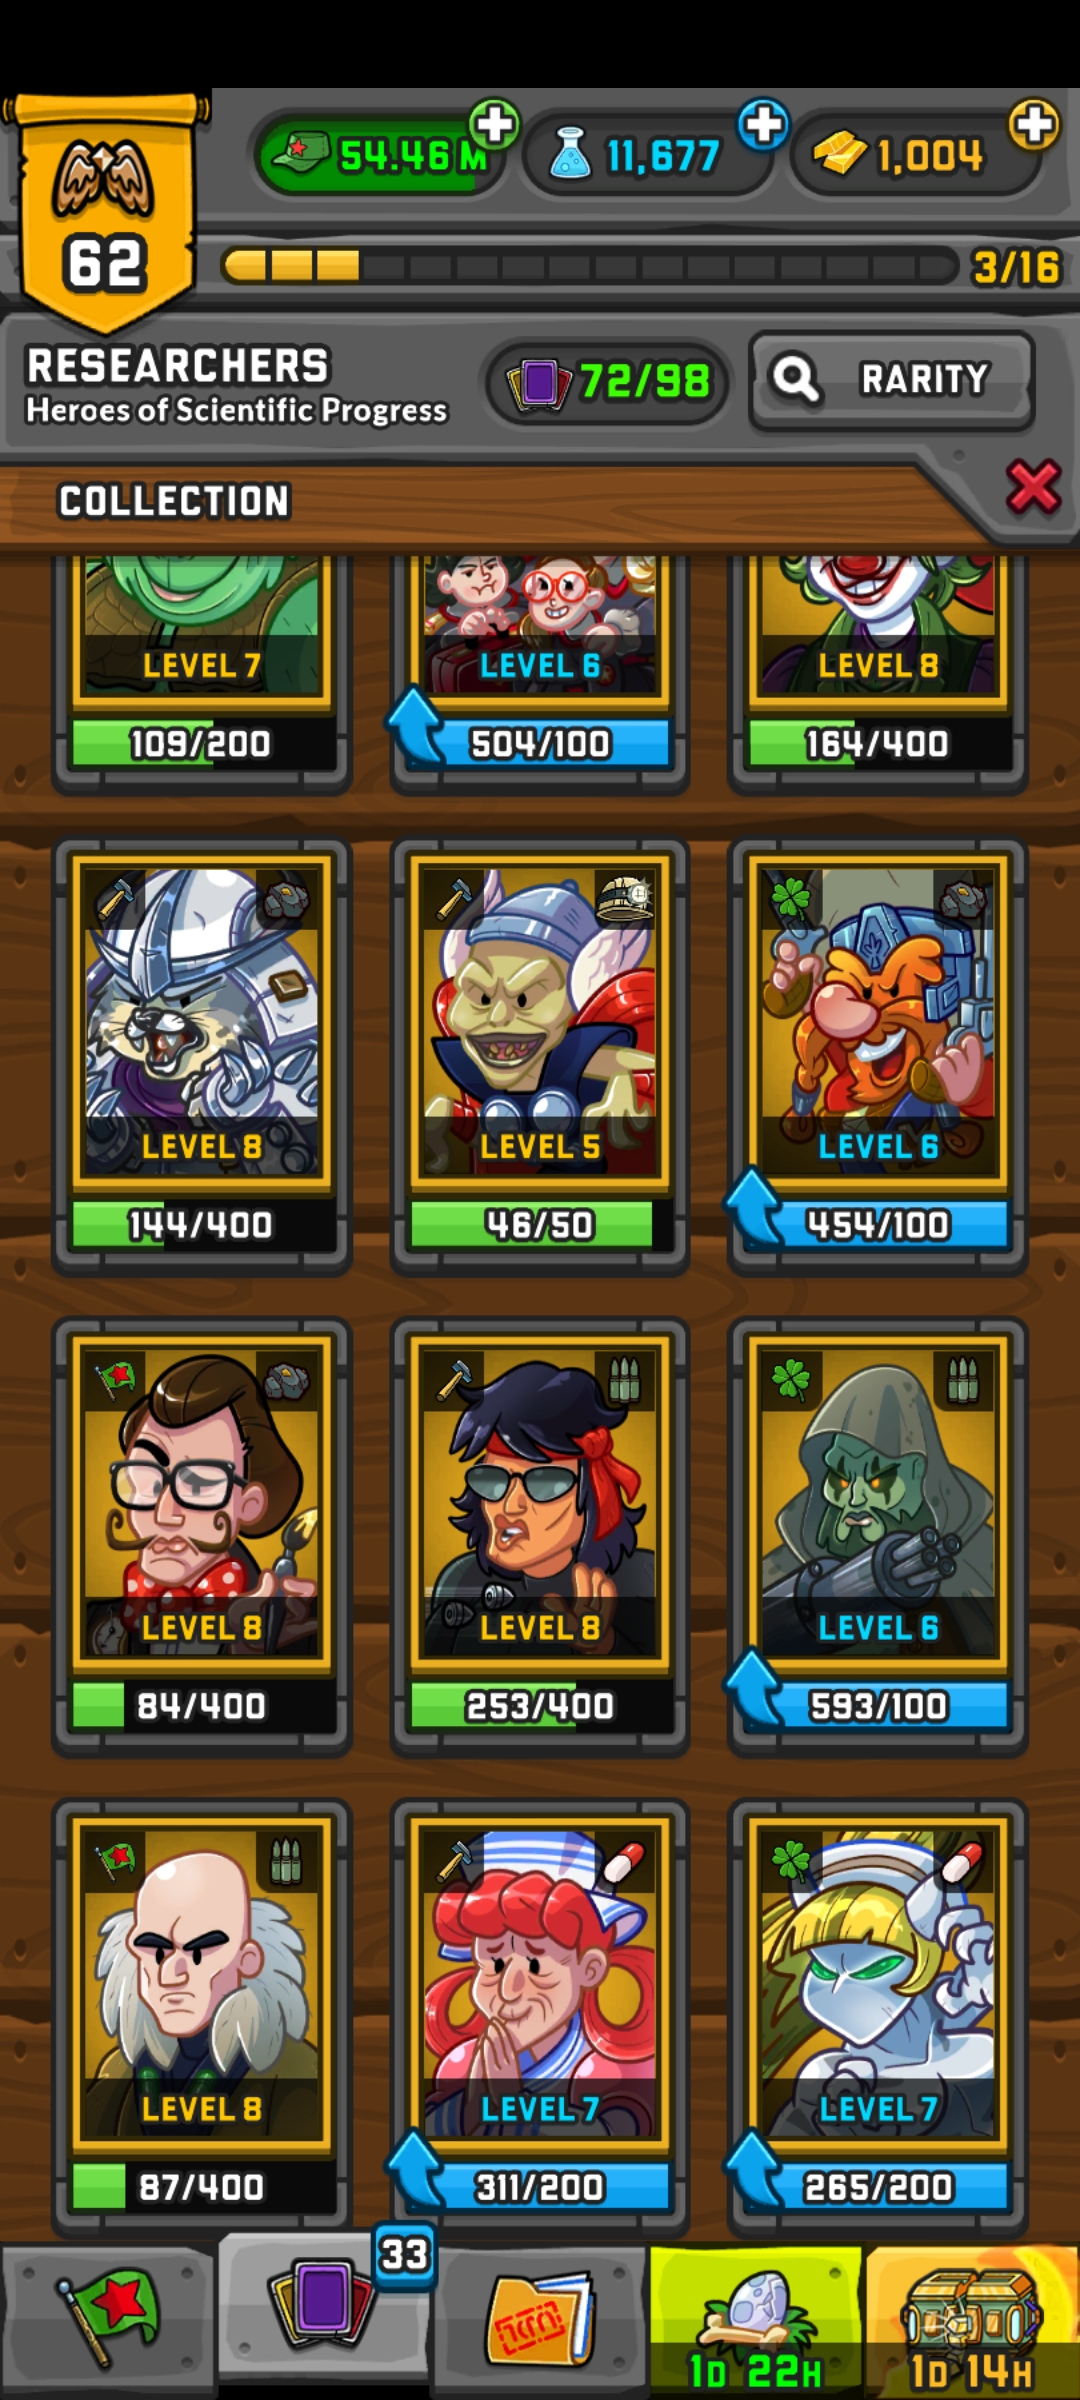 54.46M
11,677
1,004
62
3/16
RESEARCHERS
Heroes of Scientific Progress
72/98
RARITY
COLLECTION
LEVEL 7
LEVEL 6
LEVEL 8
109/200
504/100
164/400
LEVEL 8
LEVEL 5
LEVEL 6
144/400
46/50
454/100
LEVEL 8
LEVEL 8
LEVEL 6
84/400
253/400
593/100
LEVEL 8
LEVEL 7
LEVEL 7
87/400
311/200
265/200
33
1D 22H
1D 14H